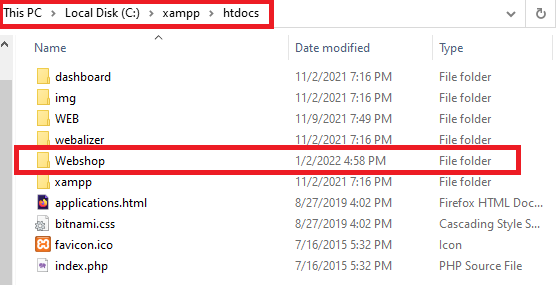 This PC > Local Disk (C:) > xampp > htdocs
Name Date modified Type
dashboard 11/2/2021 7:16 PM File folder
img 11/2/2021 7:16 PM File folder
WEB 11/9/2021 7:49 PM File folder
webalizer 11/2/2021 7:16 PM File folder
Webshop 1/2/2022 4:58 PM File folder
xampp 11/2/2021 7:16 PM File folder
applications.html 8/27/2019 4:02 PM Firefox HTML Doc...
bitnami.css 8/27/2019 4:02 PM Cascading Style S...
favicon.ico 7/16/2015 5:32 PM Icon
index.php 7/16/2015 5:32 PM PHP Source File